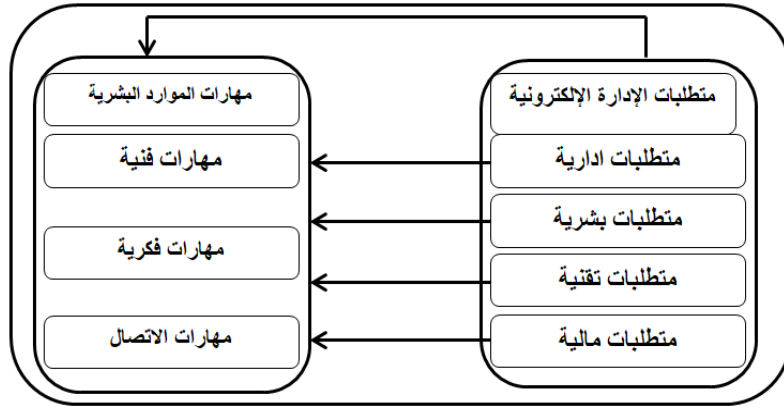 متطلبات الإدارة الإلكترونية
متطلبات ادارية
متطلبات بشرية
متطلبات تقنية
متطلبات مالية
مهارات الموارد البشرية
مهارات فنية
مهارات فكرية
مهارات الاتصال